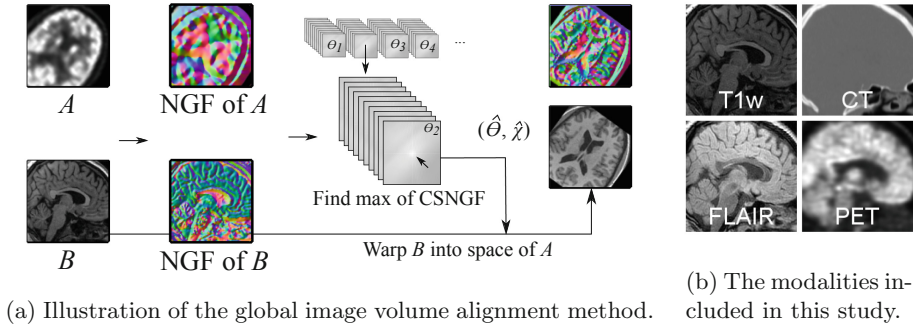 A
NGF of A
B
NGF of B
Θ1
Θ3
Θ4
...
Θ2
Find max of CSNGF
(Θ̂, χ̂)
Warp B into space of A
(a) Illustration of the global image volume alignment method.
T1w
CT
FLAIR
PET
(b) The modalities in-
cluded in this study.